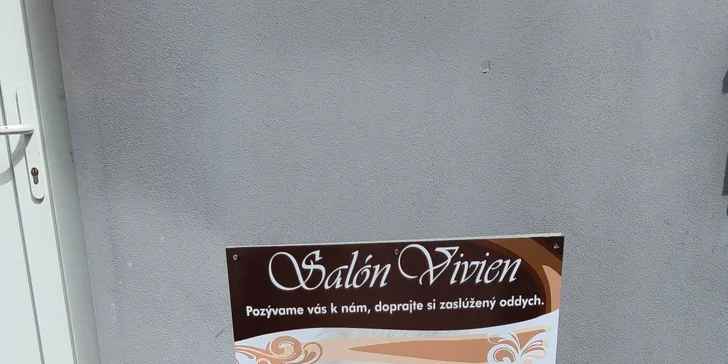 Salón Vivien
Pozývame vás k nám, doprajte si zaslúžený oddych.